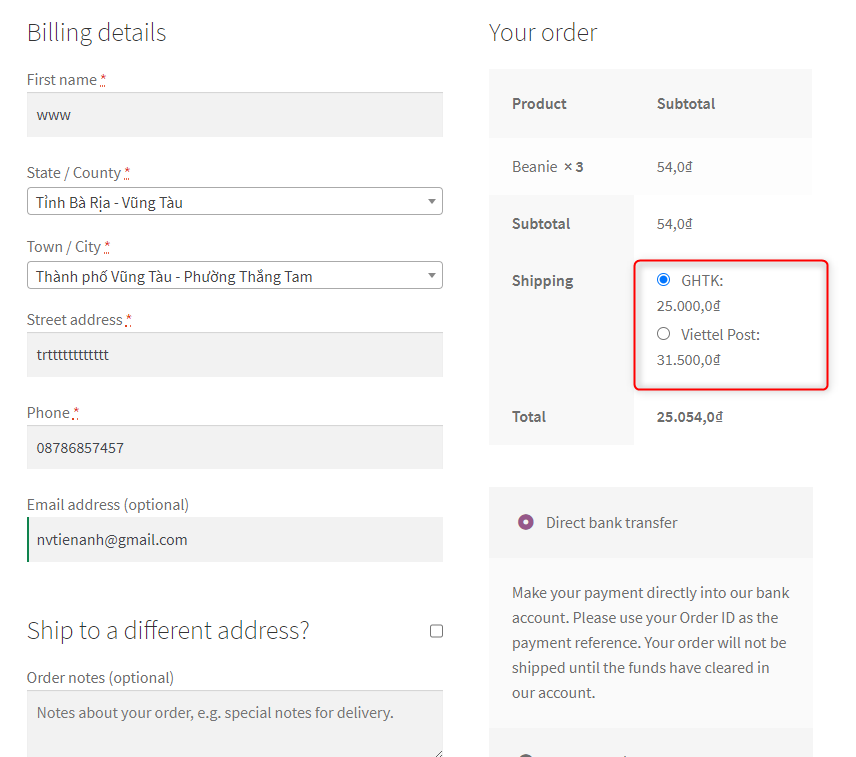 Billing details
First name *
www
State / County *
Tỉnh Bà Rịa - Vũng Tàu
Town / City *
Thành phố Vũng Tàu - Phường Thắng Tam
Street address *
trttttttttttt
Phone *
08786857457
Email address (optional)
nvtienanh@gmail.com
Ship to a different address?
Order notes (optional)
Notes about your order, e.g. special notes for delivery.
Your order
Product Subtotal
Beanie × 3 54,0₫
Subtotal 54,0₫
Shipping GHTK:
25.000,0₫
Viettel Post:
31.500,0₫
Total 25.054,0₫
Direct bank transfer
Make your payment directly into our bank
account. Please use your Order ID as the
payment reference. Your order will not be
shipped until the funds have cleared in
our account.